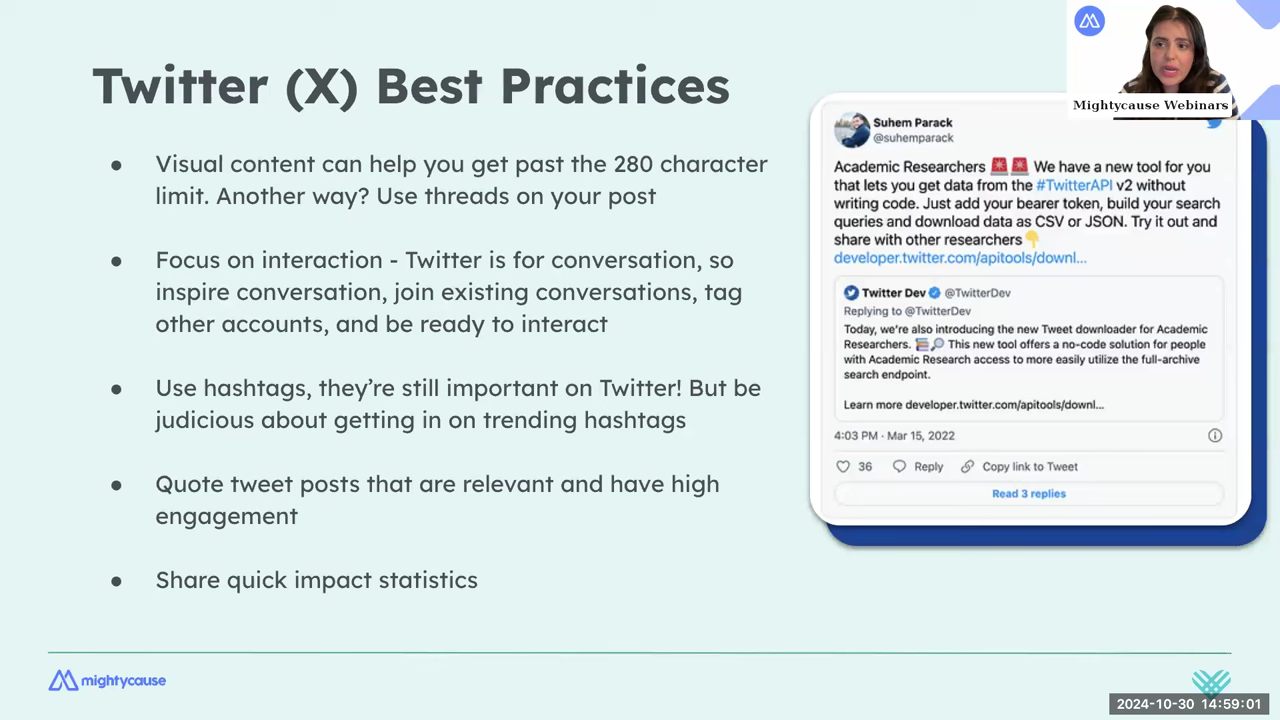 Twitter (X) Best Practices
● Visual content can help you get past the 280 character
limit. Another way? Use threads on your post
● Focus on interaction - Twitter is for conversation, so
inspire conversation, join existing conversations, tag
other accounts, and be ready to interact
● Use hashtags, they’re still important on Twitter! But be
judicious about getting in on trending hashtags
● Quote tweet posts that are relevant and have high
engagement
● Share quick impact statistics
Mightycause Webinars
Suhem Parack
@suhemparack
Academic Researchers 🚨🚨 We have a new tool for you
that lets you get data from the #TwitterAPI v2 without
writing code. Just add your bearer token, build your search
queries and download data as CSV or JSON. Try it out and
share with other researchers👇
developer.twitter.com/apitools/downl...
Twitter Dev @TwitterDev
Replying to @TwitterDev
Today, we're also introducing the new Tweet downloader for Academic
Researchers. 📚🔎 This new tool offers a no-code solution for people
with Academic Research access to more easily utilize the full-archive
search endpoint.
Learn more developer.twitter.com/apitools/downl...
4:03 PM · Mar 15, 2022
36 Reply Copy link to Tweet
Read 3 replies
mightycause
2024-10-30 14:59:01